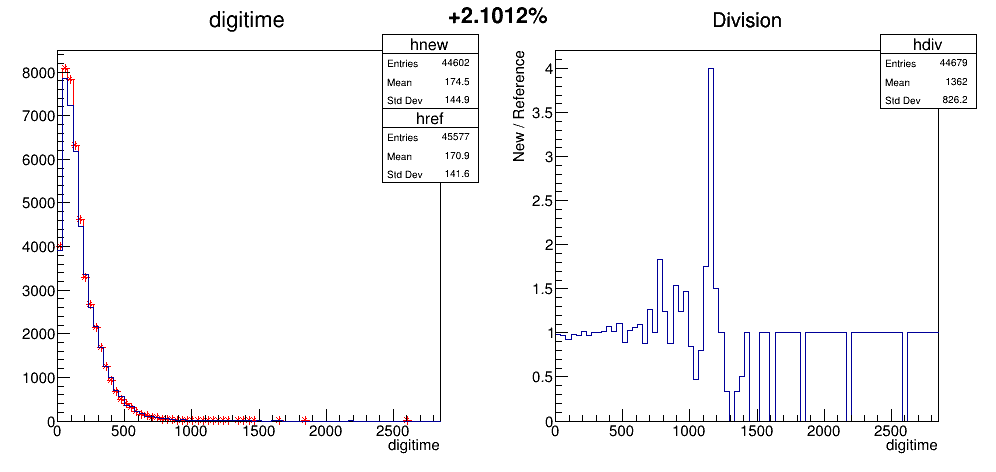 digitime
+2.1012%
Division
hnew
Entries 44602
Mean 174.5
Std Dev 144.9
href
Entries 45577
Mean 170.9
Std Dev 141.6
8000
7000
6000
5000
4000
3000
2000
1000
0
0 500 1000 1500 2000 2500
digitime
hdiv
Entries 44679
Mean 1362
Std Dev 826.2
New / Reference
4
3.5
3
2.5
2
1.5
1
0.5
0
0 500 1000 1500 2000 2500
digitime